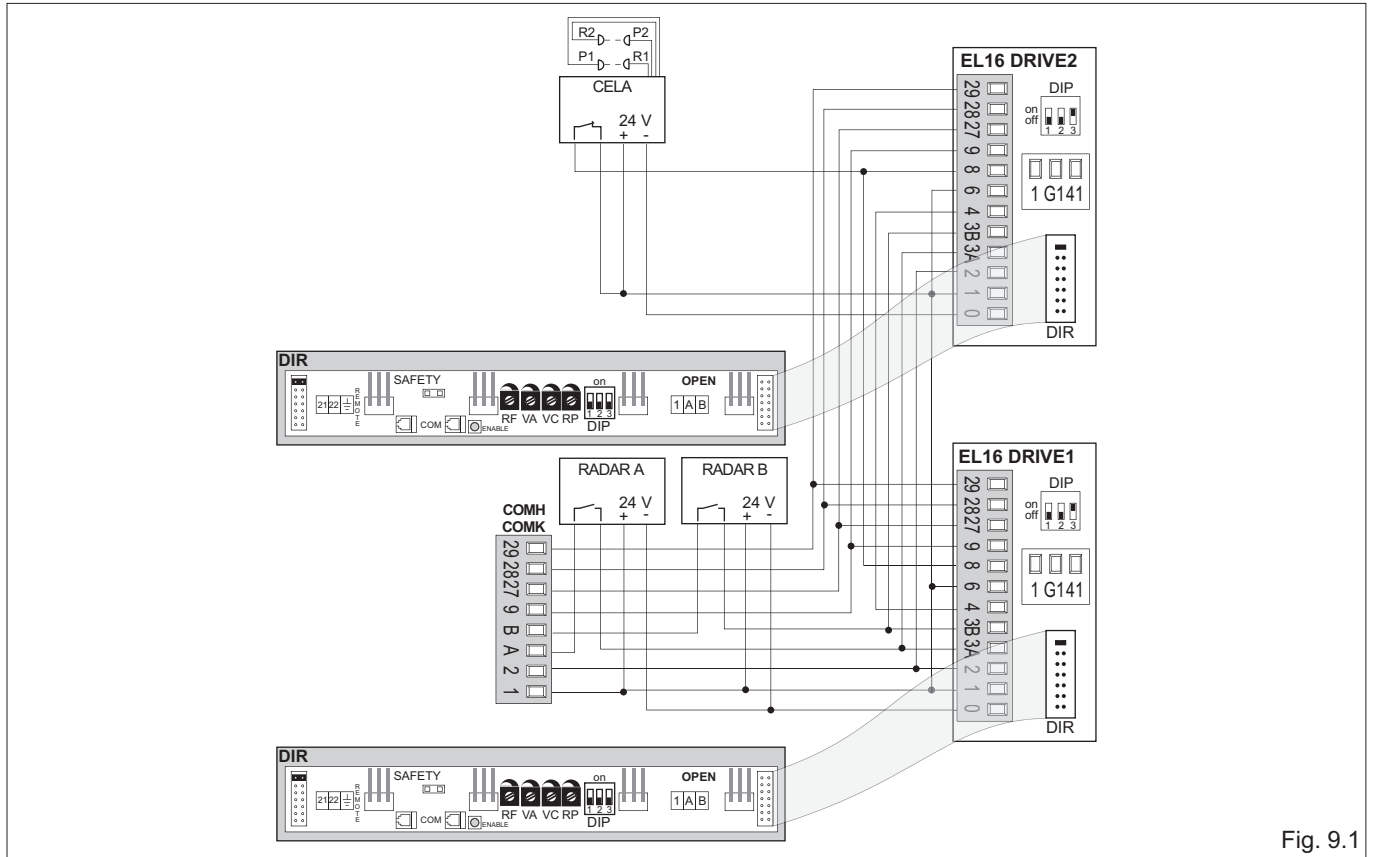 R2 P2
P1 R1
CELA
24 V
+ -
EL16 DRIVE2
29
28
27
9
8
6
4
3B
3A
2
1
0
DIP
on
off
1 2 3
1 G141
DIR
DIR
21 22
REMOTE
SAFETY
COM
ENABLE
RF VA VC RP
on
1 2 3
DIP
OPEN
1 A B
RADAR A
24 V
+ -
RADAR B
24 V
+ -
COMH
COMK
29
28
27
9
B
A
2
1
EL16 DRIVE1
29
28
27
9
8
6
4
3B
3A
2
1
0
DIP
on
off
1 2 3
1 G141
DIR
DIR
21 22
REMOTE
SAFETY
COM
ENABLE
RF VA VC RP
on
1 2 3
DIP
OPEN
1 A B
Fig. 9.1